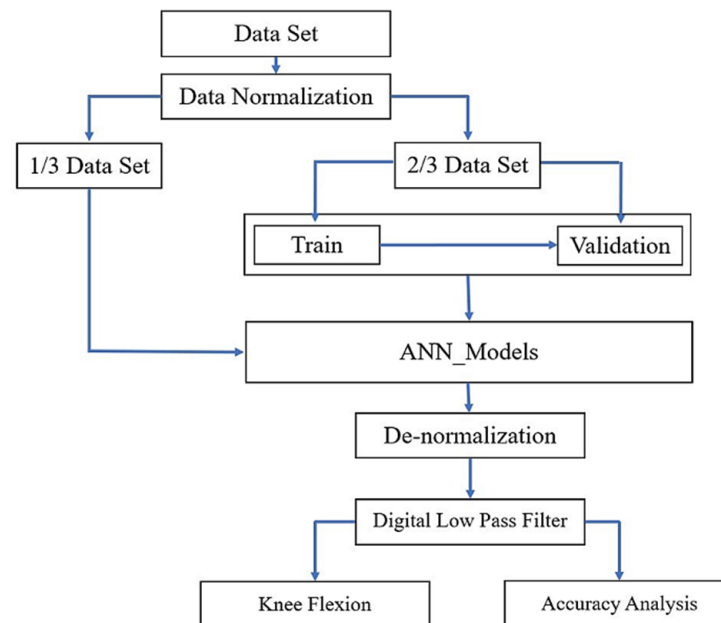 Data Set
Data Normalization
1/3 Data Set
2/3 Data Set
Train
Validation
ANN_Models
De-normalization
Digital Low Pass Filter
Knee Flexion
Accuracy Analysis